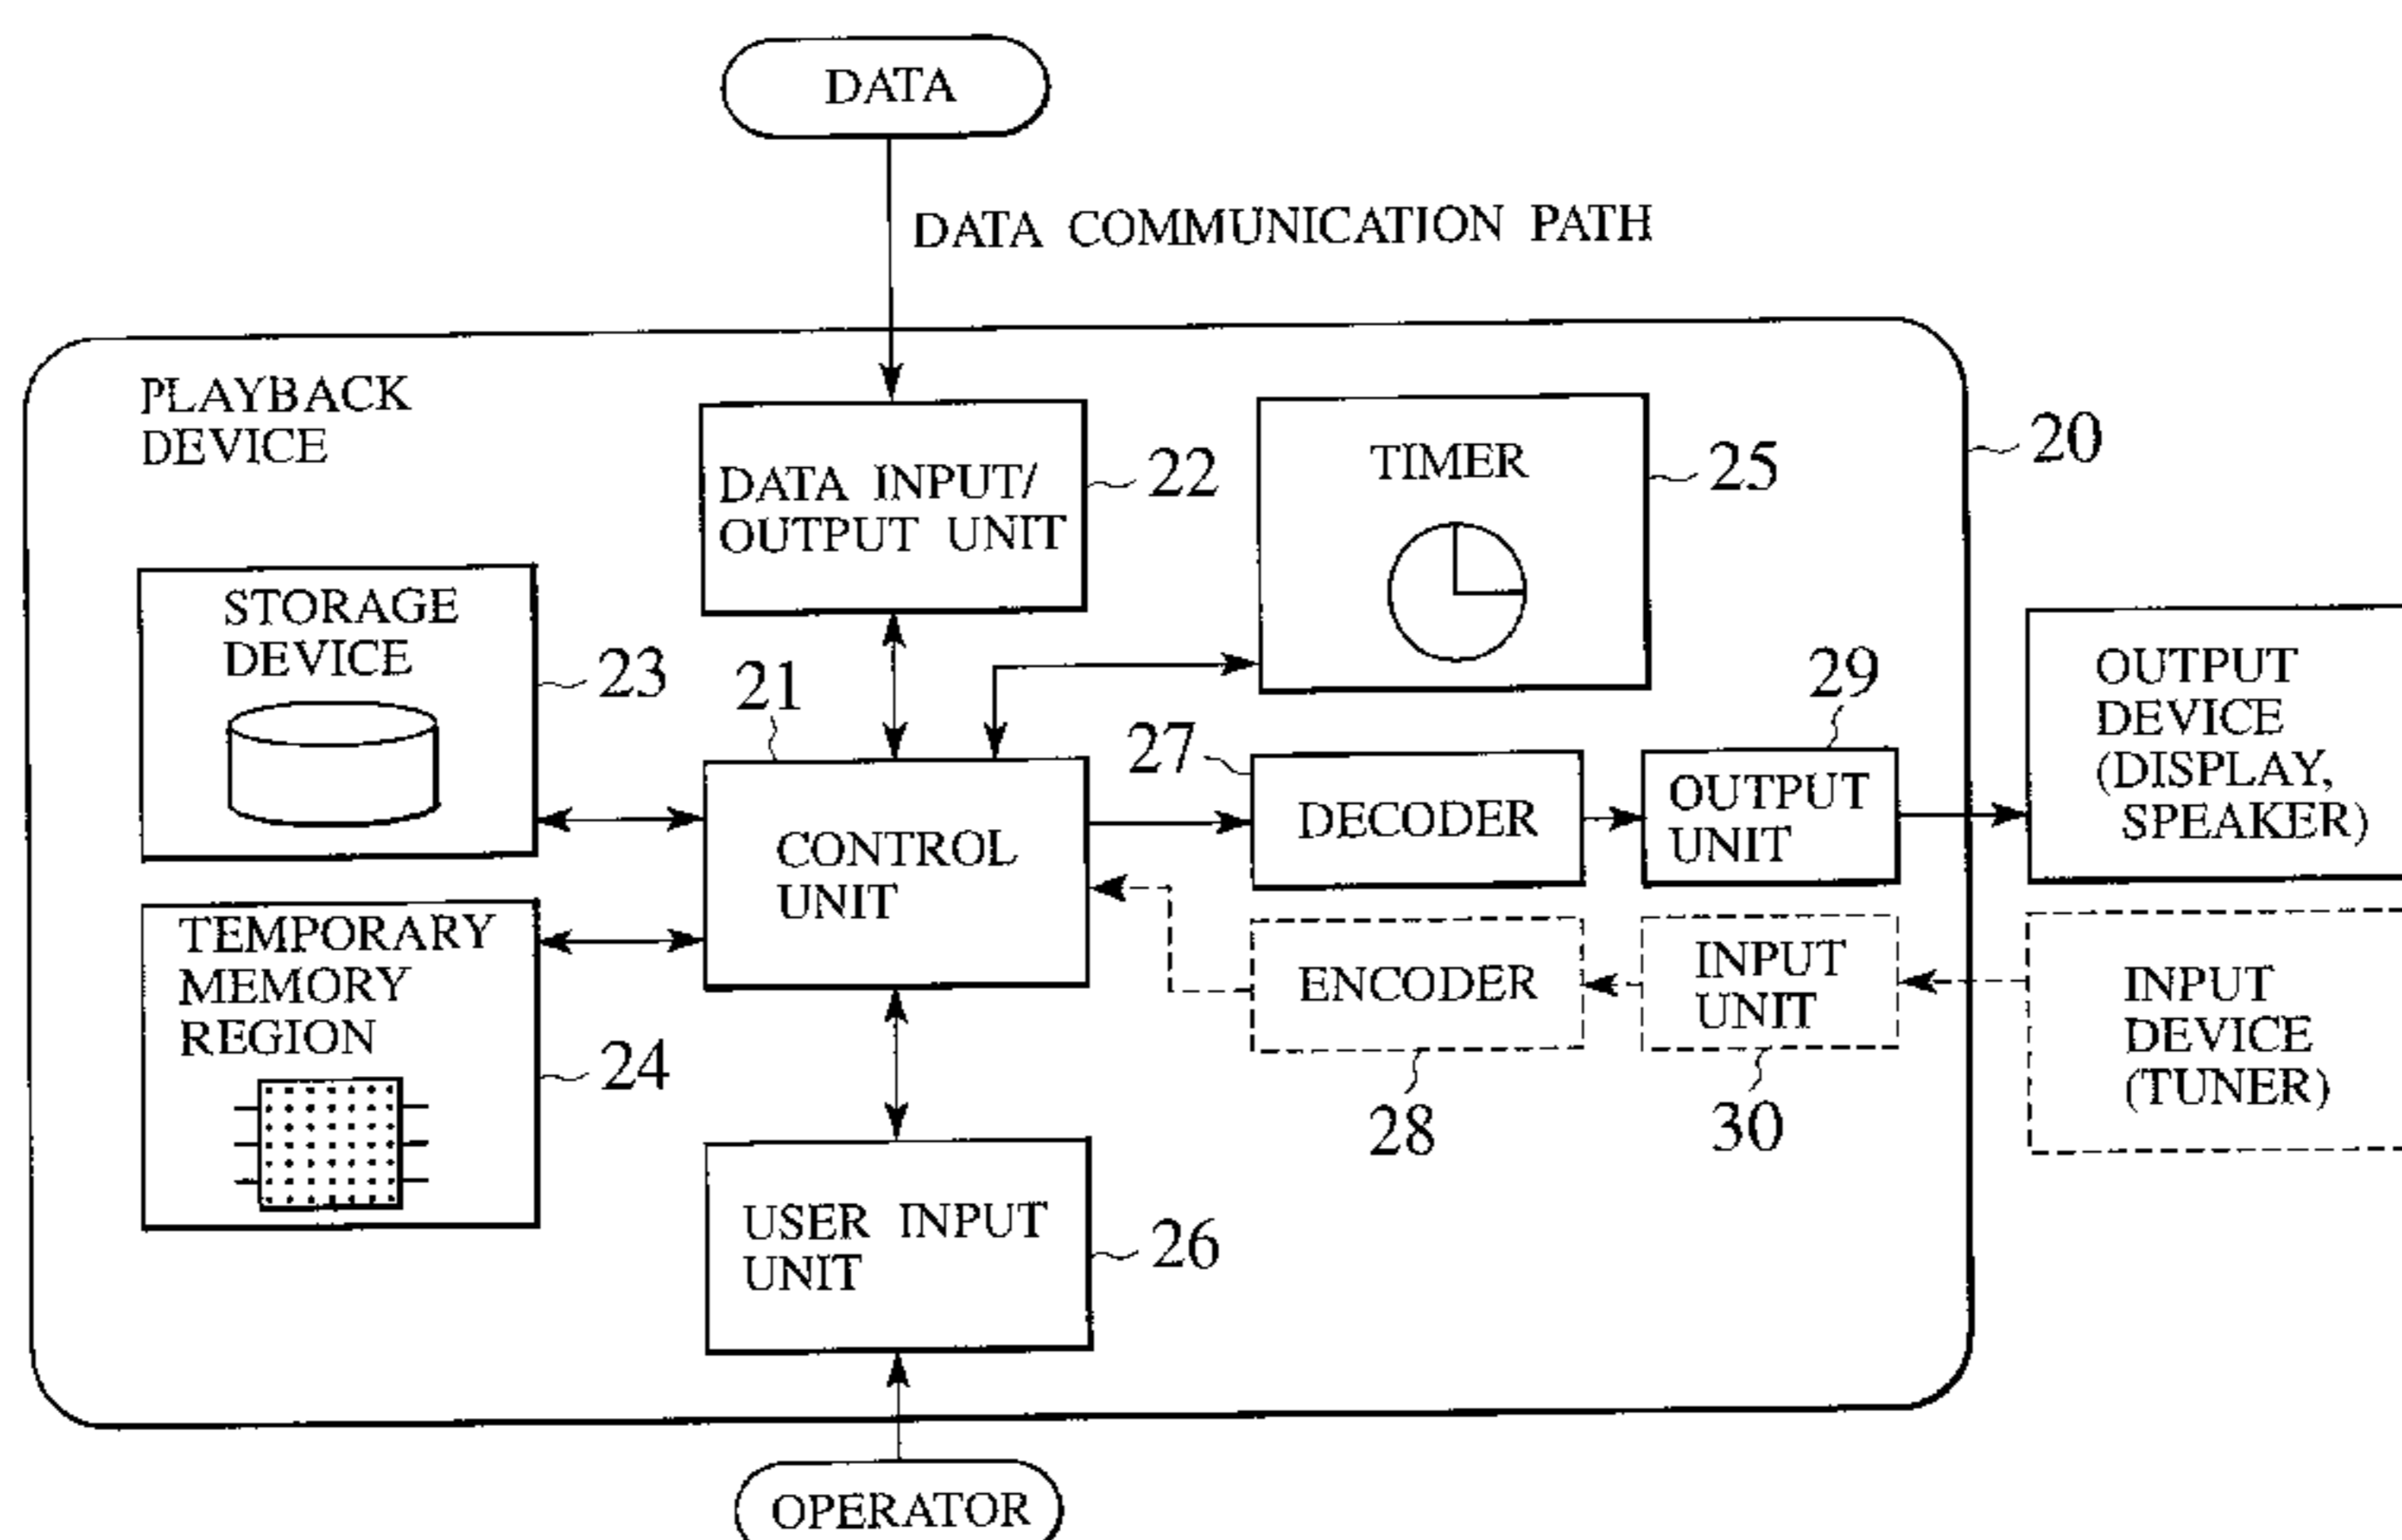 DATA
DATA COMMUNICATION PATH
PLAYBACK
DEVICE
20
DATA INPUT/
OUTPUT UNIT
22
TIMER
25
STORAGE
DEVICE
23
21
CONTROL
UNIT
27
DECODER
29
OUTPUT
UNIT
OUTPUT
DEVICE
(DISPLAY,
SPEAKER)
TEMPORARY
MEMORY
REGION
24
ENCODER
28
INPUT
UNIT
30
INPUT
DEVICE
(TUNER)
USER INPUT
UNIT
26
OPERATOR